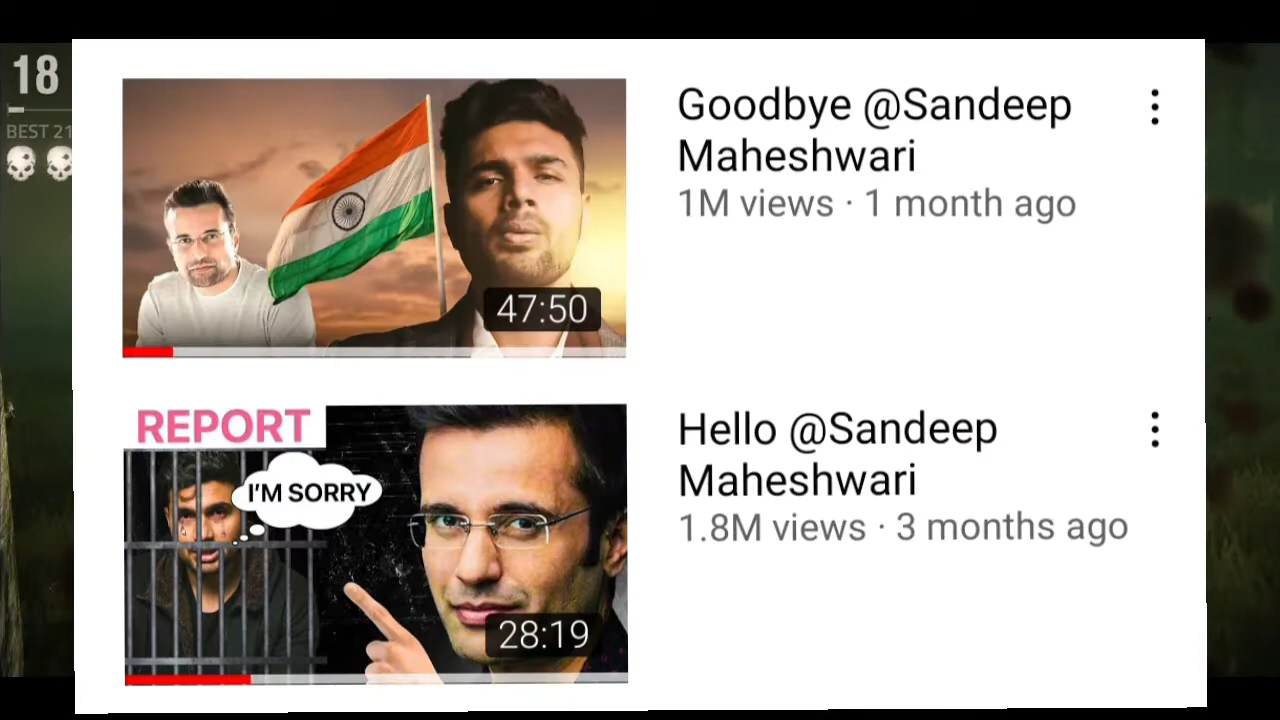 18
BEST 21
Goodbye @Sandeep
Maheshwari
1M views · 1 month ago
47:50
REPORT
I'M SORRY
28:19
Hello @Sandeep
Maheshwari
1.8M views · 3 months ago